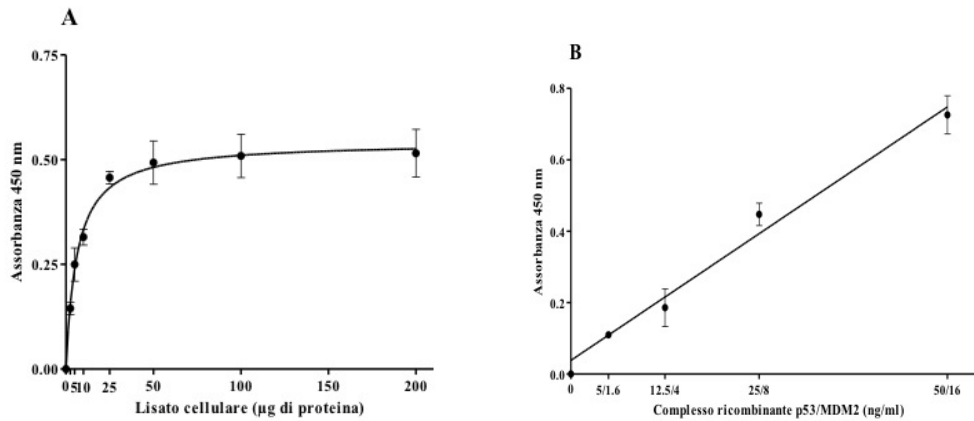 A
0.75
0.50
0.25
0.00
Assorbanza 450 nm
0 5 10 25 50 100 150 200
Lisato cellulare (µg di proteina)
B
0.8
0.6
0.4
0.2
0.0
Assorbanza 450 nm
0 5/1.6 12.5/4 25/8 50/16
Complesso ricombinante p53/MDM2 (ng/ml)